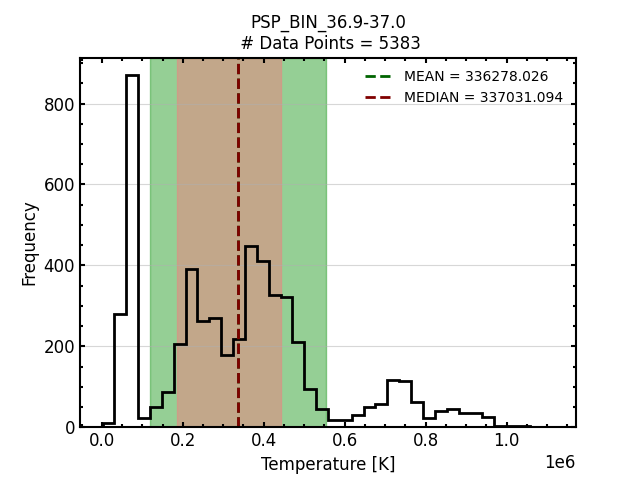 PSP_BIN_36.9-37.0
# Data Points = 5383
MEAN = 336278.026
MEDIAN = 337031.094
Frequency
800
600
400
200
0
0.0 0.2 0.4 0.6 0.8 1.0
1e6
Temperature [K]